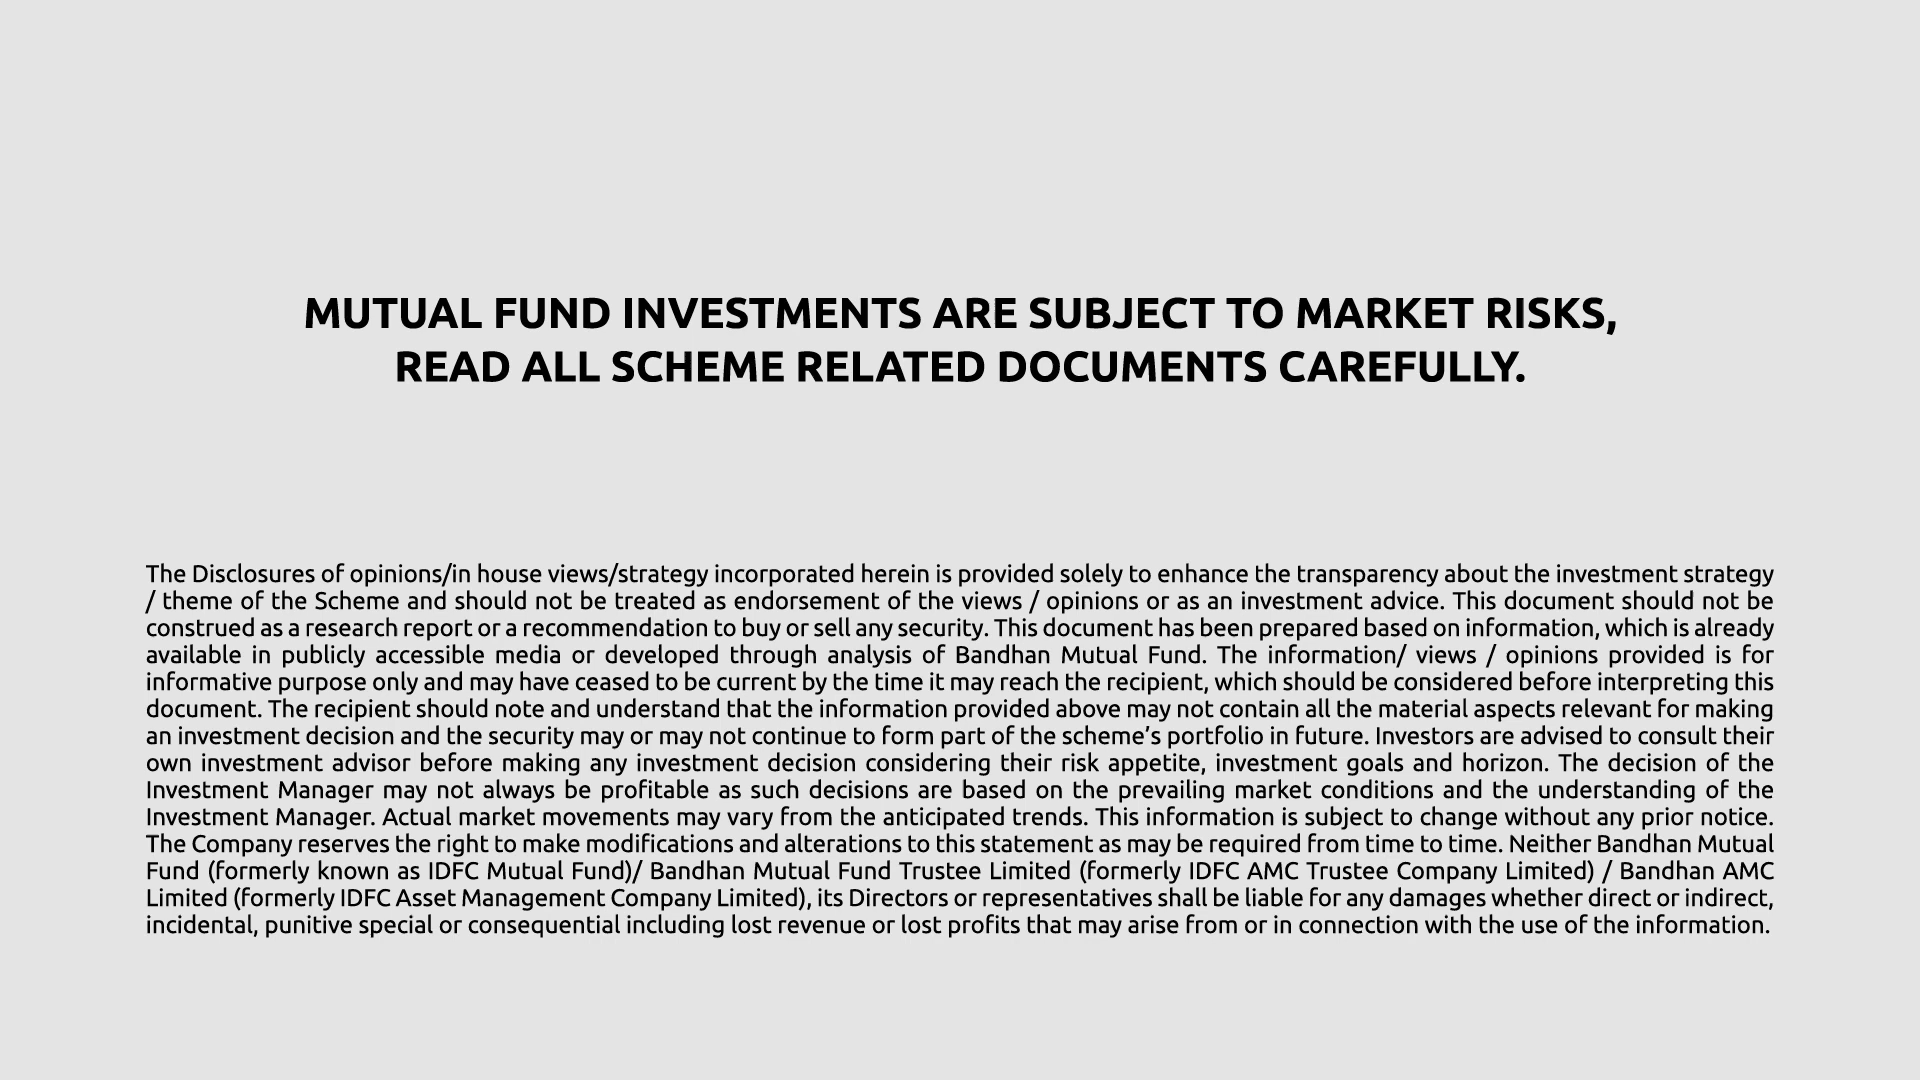 MUTUAL FUND INVESTMENTS ARE SUBJECT TO MARKET RISKS,
READ ALL SCHEME RELATED DOCUMENTS CAREFULLY.
The Disclosures of opinions/in house views/strategy incorporated herein is provided solely to enhance the transparency about the investment strategy
/ theme of the Scheme and should not be treated as endorsement of the views / opinions or as an investment advice. This document should not be
construed as a research report or a recommendation to buy or sell any security. This document has been prepared based on information, which is already
available in publicly accessible media or developed through analysis of Bandhan Mutual Fund. The information/ views / opinions provided is for
informative purpose only and may have ceased to be current by the time it may reach the recipient, which should be considered before interpreting this
document. The recipient should note and understand that the information provided above may not contain all the material aspects relevant for making
an investment decision and the security may or may not continue to form part of the scheme’s portfolio in future. Investors are advised to consult their
own investment advisor before making any investment decision considering their risk appetite, investment goals and horizon. The decision of the
Investment Manager may not always be profitable as such decisions are based on the prevailing market conditions and the understanding of the
Investment Manager. Actual market movements may vary from the anticipated trends. This information is subject to change without any prior notice.
The Company reserves the right to make modifications and alterations to this statement as may be required from time to time. Neither Bandhan Mutual
Fund (formerly known as IDFC Mutual Fund)/ Bandhan Mutual Fund Trustee Limited (formerly IDFC AMC Trustee Company Limited) / Bandhan AMC
Limited (formerly IDFC Asset Management Company Limited), its Directors or representatives shall be liable for any damages whether direct or indirect,
incidental, punitive special or consequential including lost revenue or lost profits that may arise from or in connection with the use of the information.